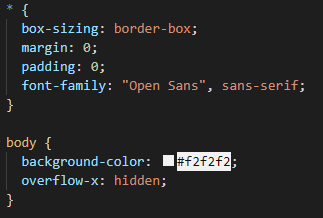 * {
  box-sizing: border-box;
  margin: 0;
  padding: 0;
  font-family: "Open Sans", sans-serif;
}

body {
  background-color: #f2f2f2;
  overflow-x: hidden;
}